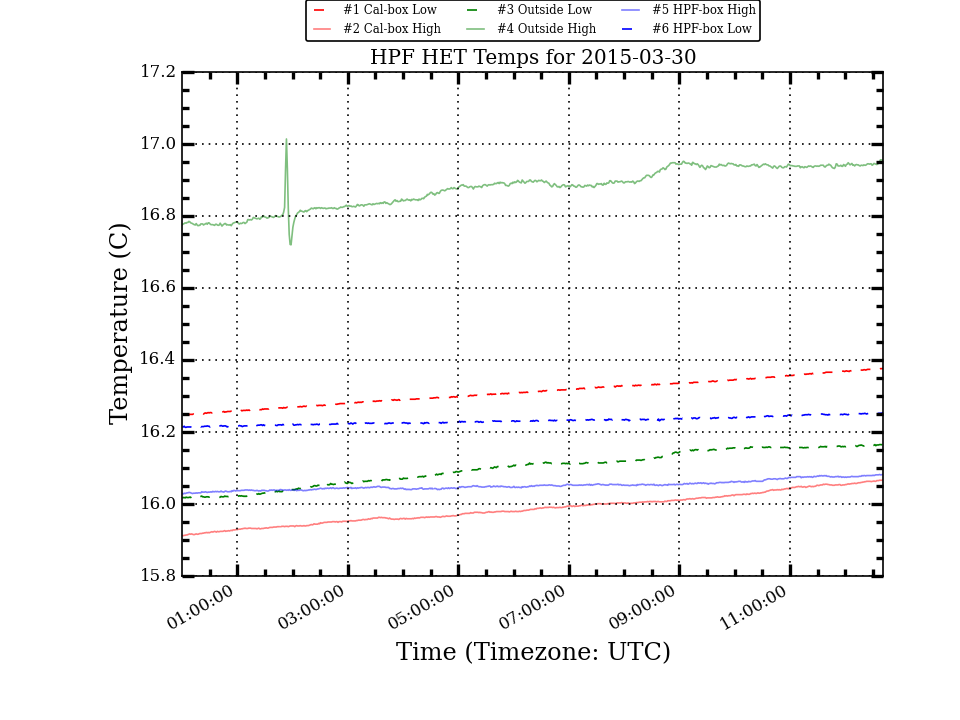 #1 Cal-box Low #3 Outside Low #5 HPF-box High
#2 Cal-box High #4 Outside High #6 HPF-box Low
HPF HET Temps for 2015-03-30
17.2
17.0
16.8
16.6
16.4
16.2
16.0
15.8
Temperature (C)
01:00:00 03:00:00 05:00:00 07:00:00 09:00:00 11:00:00
Time (Timezone: UTC)